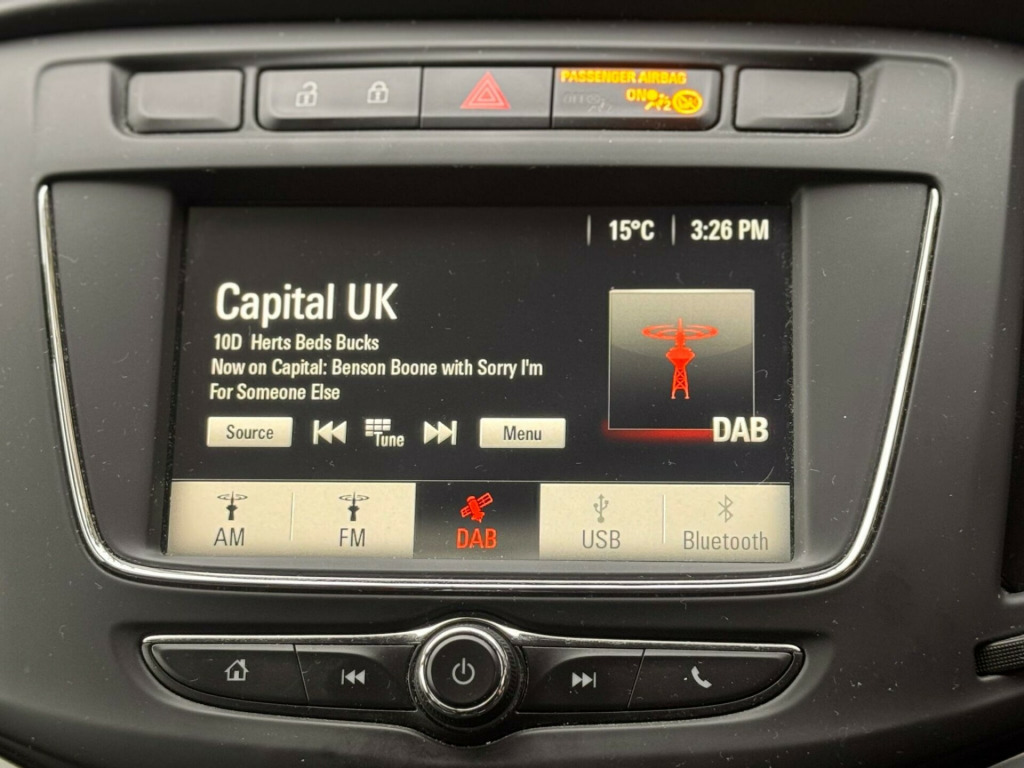 PASSENGER AIRBAG
ON
15°C 3:26 PM
Capital UK
10D Herts Beds Bucks
Now on Capital: Benson Boone with Sorry I'm
For Someone Else
Source Tune Menu
DAB
AM FM DAB USB Bluetooth